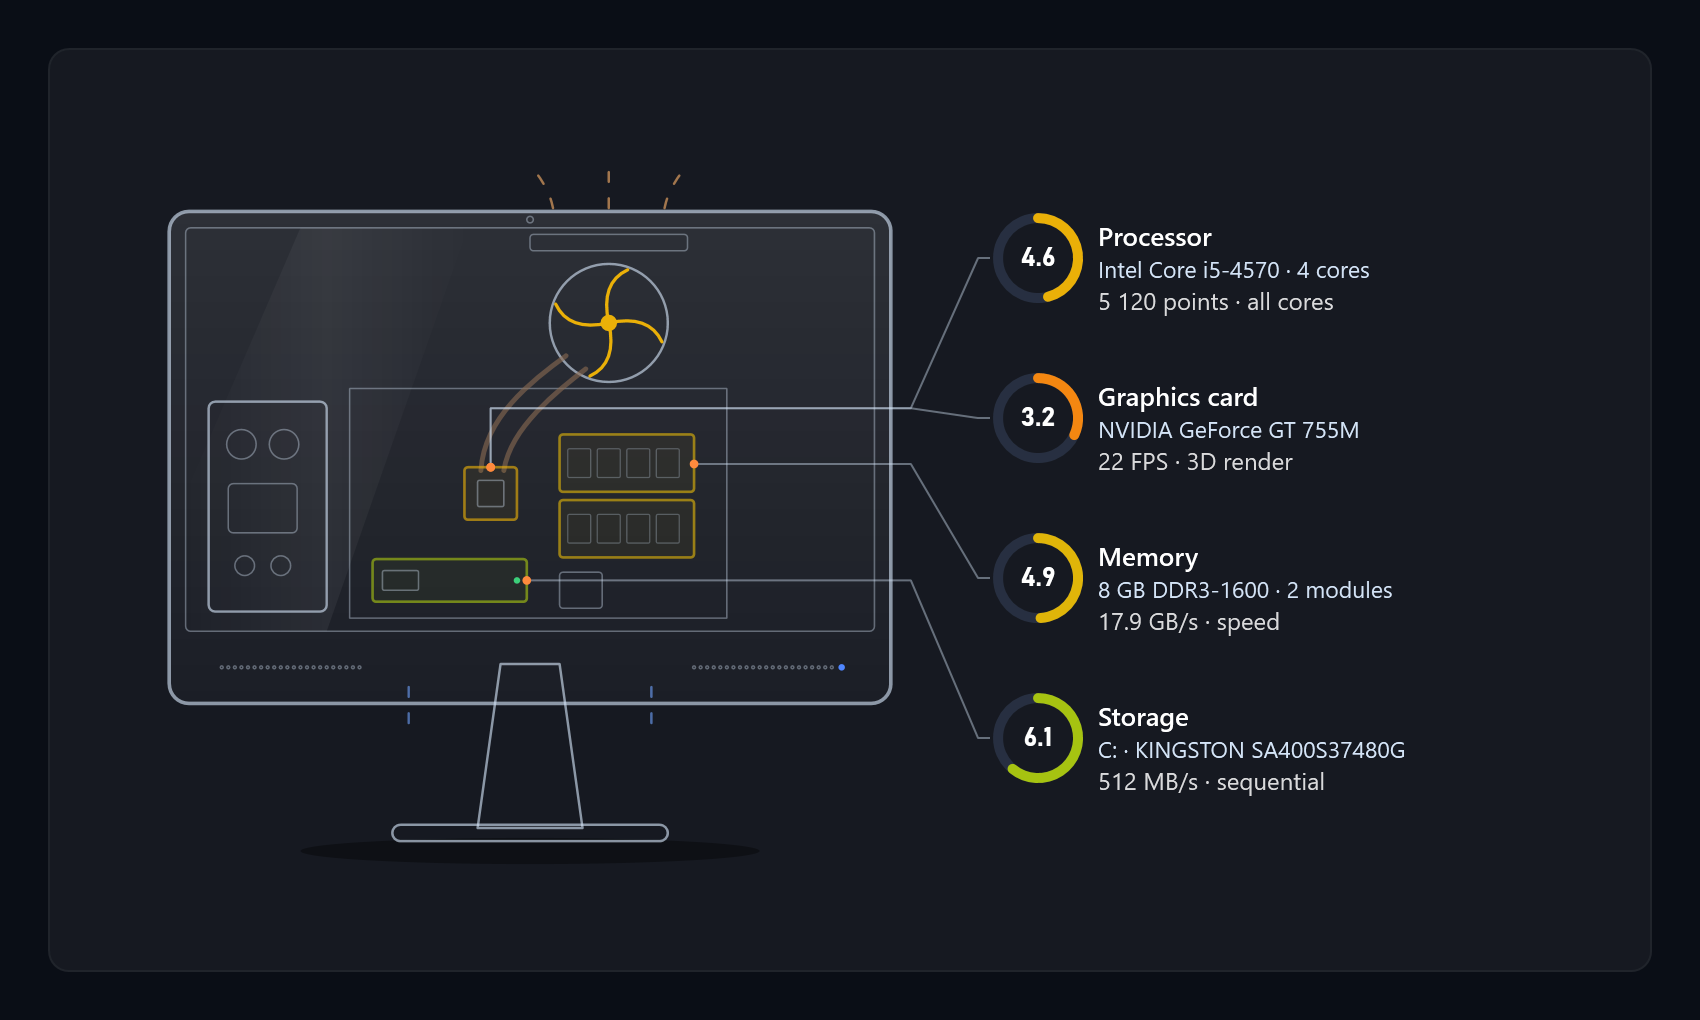 4.6
Processor
Intel Core i5-4570 · 4 cores
5 120 points · all cores
3.2
Graphics card
NVIDIA GeForce GT 755M
22 FPS · 3D render
4.9
Memory
8 GB DDR3-1600 · 2 modules
17.9 GB/s · speed
6.1
Storage
C: · KINGSTON SA400S37480G
512 MB/s · sequential